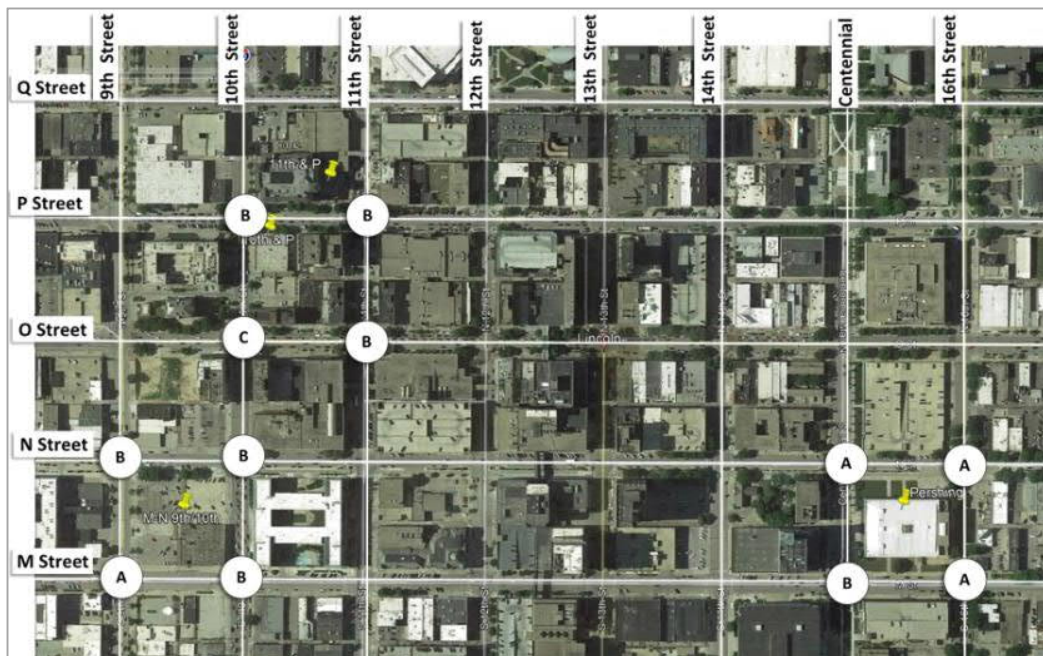 9th Street
10th Street
11th Street
12th Street
13th Street
14th Street
Centennial
16th Street
Q Street
11th & P
P Street
B
B
10th & P
O Street
C
B
Lincoln
N Street
B
B
A
A
M-N 9th/10th
Pershing
M Street
A
B
B
A